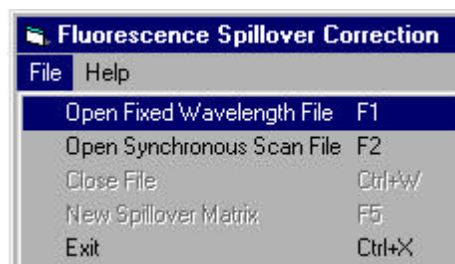 Fluorescence Spillover Correction
File Help
Open Fixed Wavelength File F1
Open Synchronous Scan File F2
Close File Ctrl+W
New Spillover Matrix F5
Exit Ctrl+X